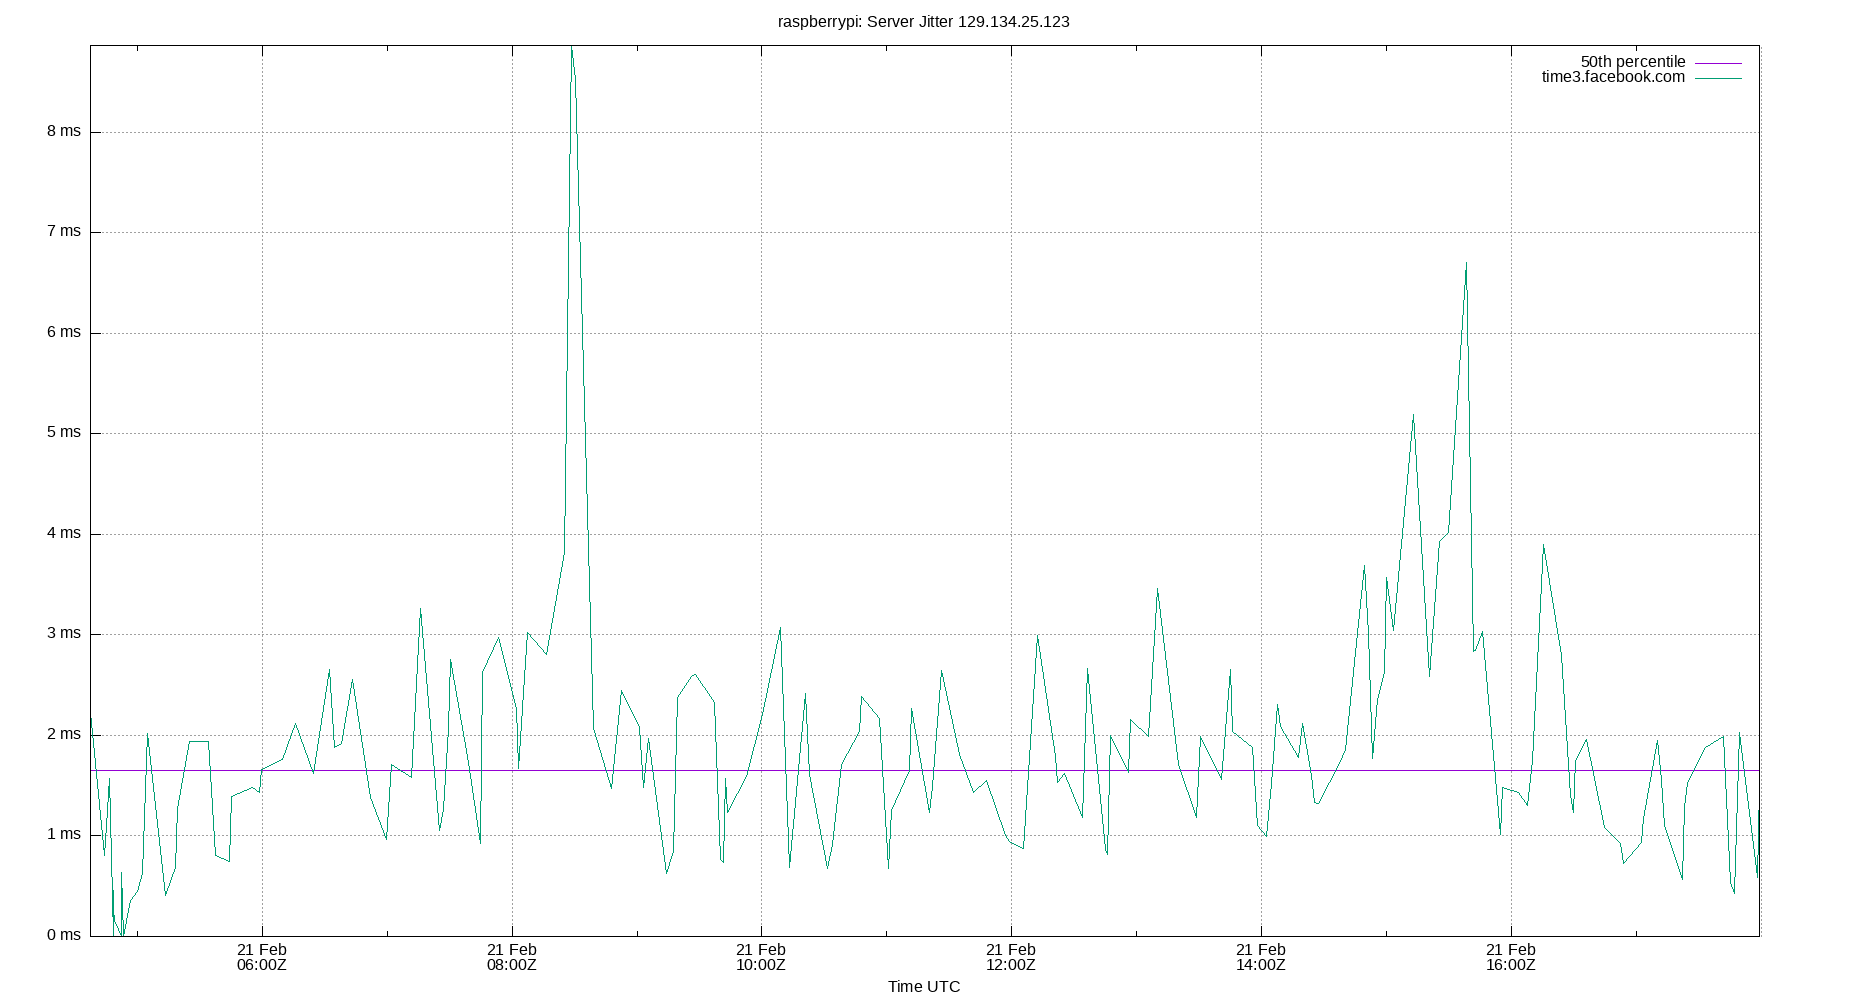 raspberrypi: Server Jitter 129.134.25.123
50th percentile
time3.facebook.com
8 ms
7 ms
6 ms
5 ms
4 ms
3 ms
2 ms
1 ms
0 ms
21 Feb
06:00Z
21 Feb
08:00Z
21 Feb
10:00Z
21 Feb
12:00Z
21 Feb
14:00Z
21 Feb
16:00Z
Time UTC